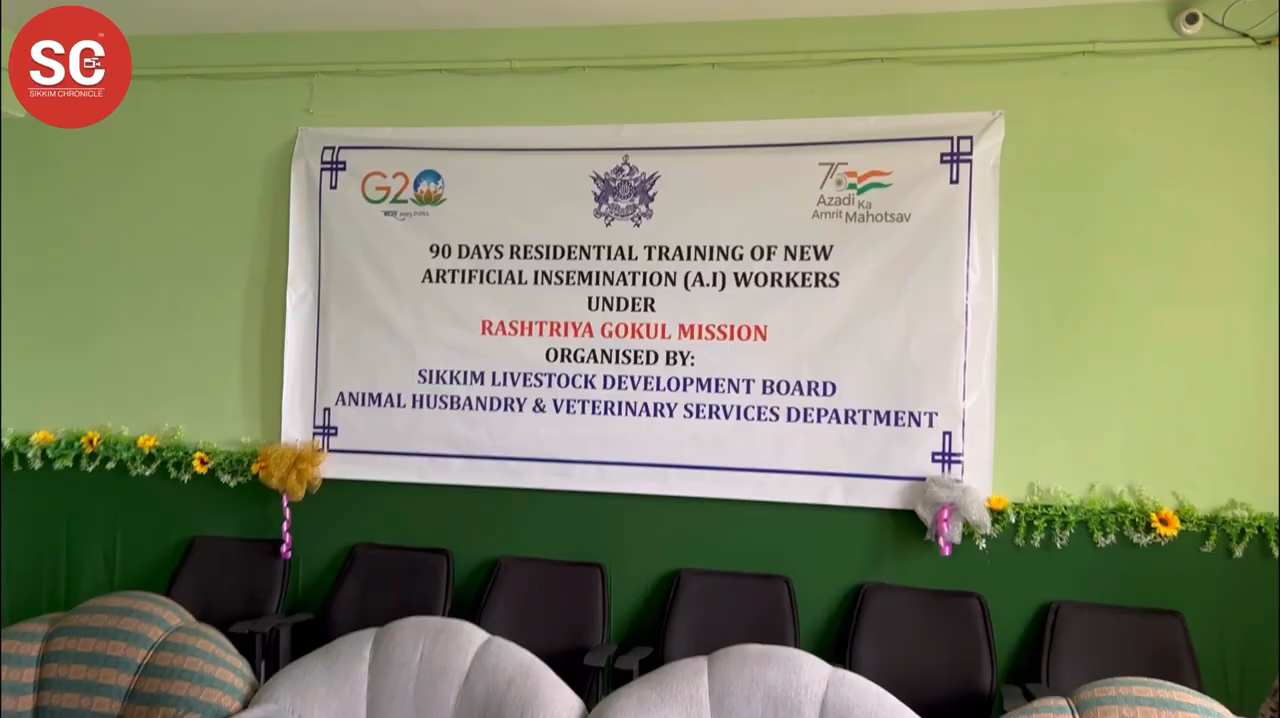 SC
SIKKIM CHRONICLE
G20
75
Azadi Ka
Amrit Mahotsav
90 DAYS RESIDENTIAL TRAINING OF NEW
ARTIFICIAL INSEMINATION (A.I) WORKERS
UNDER
RASHTRIYA GOKUL MISSION
ORGANISED BY:
SIKKIM LIVESTOCK DEVELOPMENT BOARD
ANIMAL HUSBANDRY & VETERINARY SERVICES DEPARTMENT